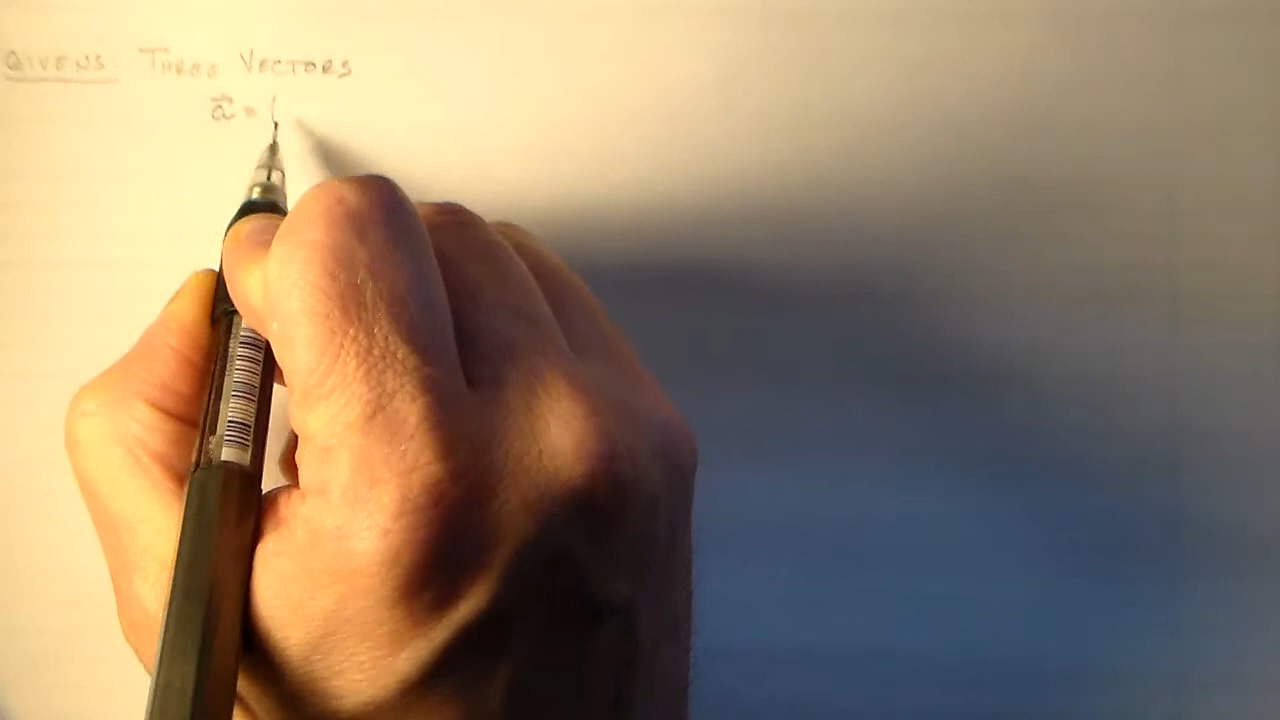 GIVENS: THREE VECTORS
a⃗ = (